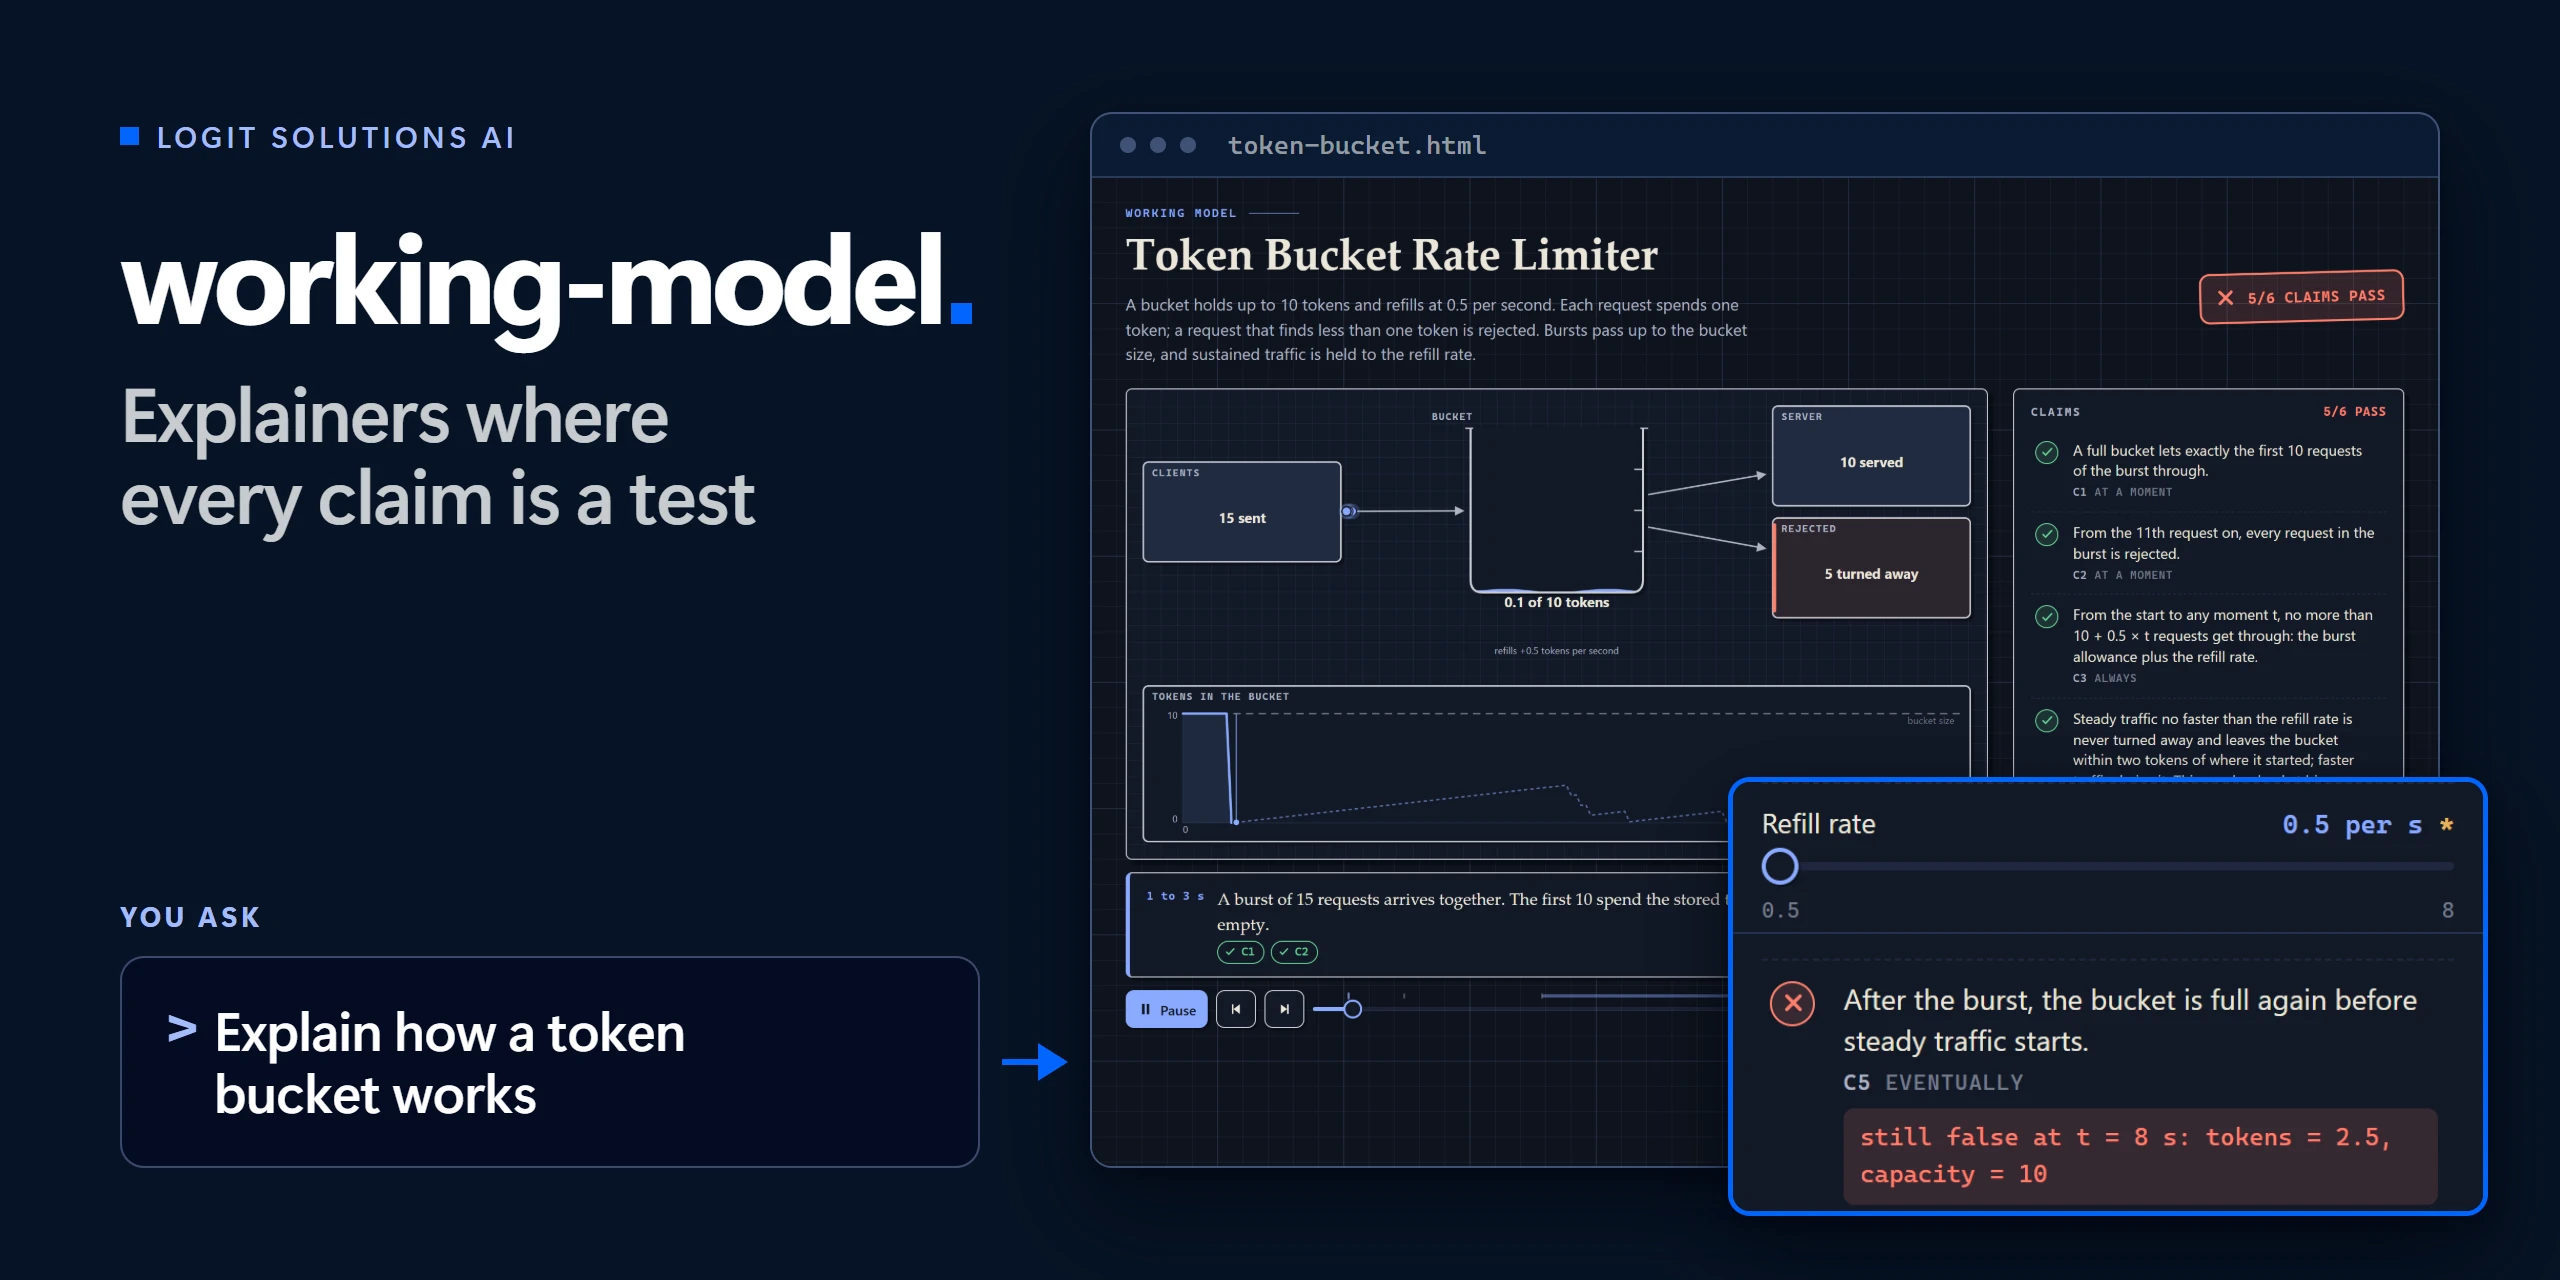 LOGIT SOLUTIONS AI
working-model.
Explainers where
every claim is a test
YOU ASK
> Explain how a token
bucket works
token-bucket.html
WORKING MODEL
Token Bucket Rate Limiter
A bucket holds up to 10 tokens and refills at 0.5 per second. Each request spends one
token; a request that finds less than one token is rejected. Bursts pass up to the bucket
size, and sustained traffic is held to the refill rate.
5/6 CLAIMS PASS
CLIENTS
15 sent
BUCKET
0.1 of 10 tokens
refills +0.5 tokens per second
SERVER
10 served
REJECTED
5 turned away
TOKENS IN THE BUCKET
10
0
0
bucket size
1 to 3 s
A burst of 15 requests arrives together. The first 10 spend the stored
empty.
C1
C2
Pause
CLAIMS
5/6 PASS
A full bucket lets exactly the first 10 requests
of the burst through.
C1 AT A MOMENT
From the 11th request on, every request in the
burst is rejected.
C2 AT A MOMENT
From the start to any moment t, no more than
10 + 0.5 × t requests get through: the burst
allowance plus the refill rate.
C3 ALWAYS
Steady traffic no faster than the refill rate is
never turned away and leaves the bucket
within two tokens of where it started; faster
Refill rate
0.5 per s *
0.5
8
After the burst, the bucket is full again before
steady traffic starts.
C5 EVENTUALLY
still false at t = 8 s: tokens = 2.5,
capacity = 10